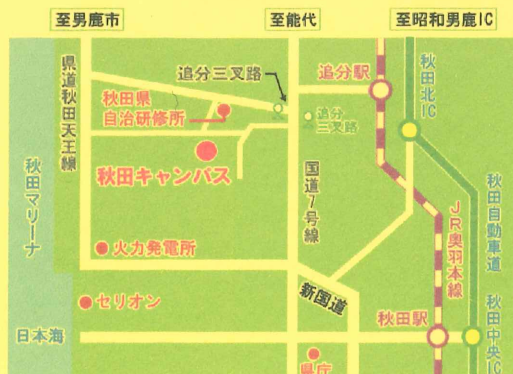 至男鹿市
至能代
至昭和男鹿IC
県道秋田天王線
追分三叉路
追分駅
秋田北IC
秋田県
自治研修所
追分
三叉路
秋田キャンパス
国道7号線
秋田マリーナ
秋田自動車道
JR奥羽本線
火力発電所
新国道
セリオン
日本海
秋田駅
秋田中央IC
県庁